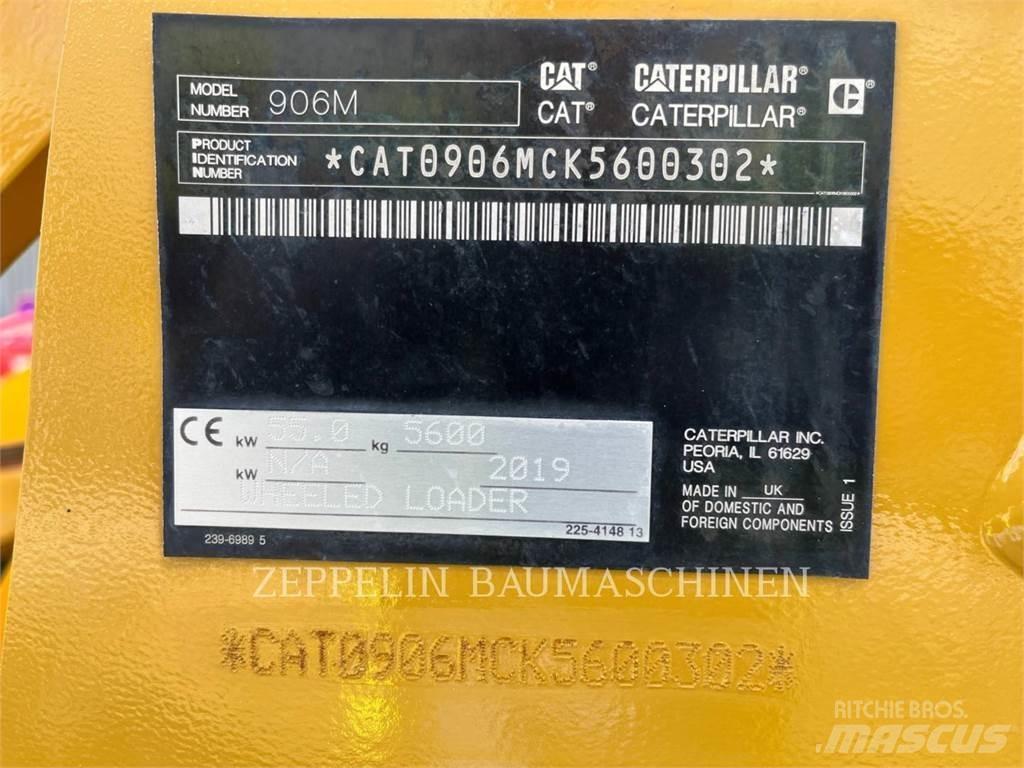 MODEL NUMBER 906M
CAT® CATERPILLAR®
CAT® CATERPILLAR® C®
PRODUCT
IDENTIFICATION
NUMBER
*CAT0906MCK5600302*
CE kW 55.0 kg 5600
kW N/A 2019
WHEELED LOADER
225-4148 13
239-6989 5
CATERPILLAR INC.
PEORIA, IL 61629
USA
MADE IN UK
OF DOMESTIC AND
FOREIGN COMPONENTS
ISSUE 1
ZEPPELIN BAUMASCHINEN
*CAT0906MCK5600302*
RITCHIE BROS.
MASCUS